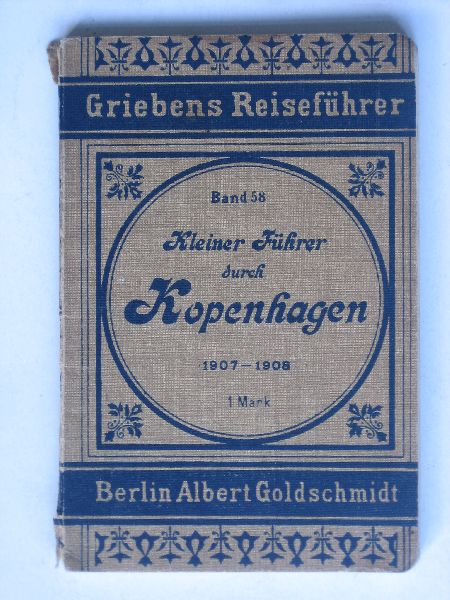 Griebens Reiseführer
Band 58
Kleiner Führer
durch
Kopenhagen
1907-1908
1 Mark
Berlin Albert Goldschmidt